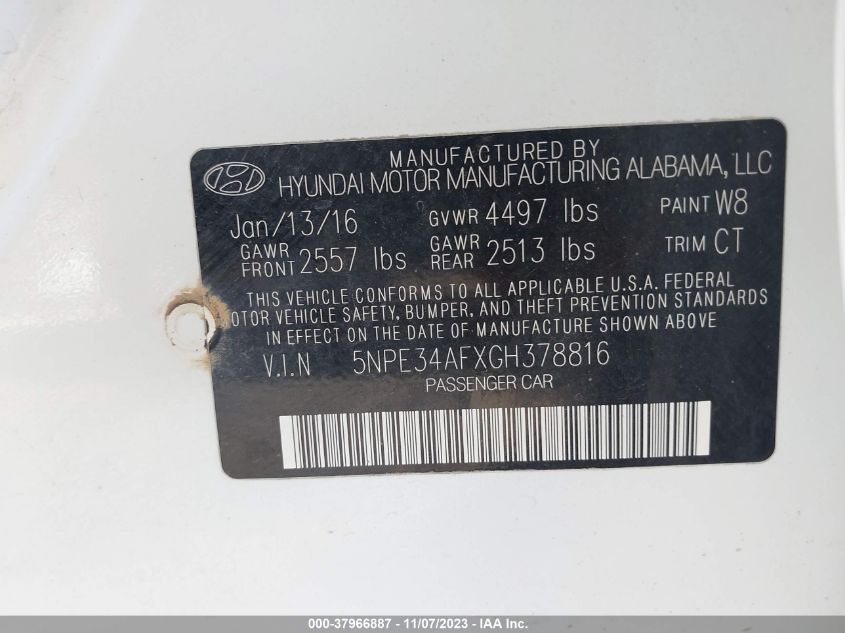 MANUFACTURED BY
HYUNDAI MOTOR MANUFACTURING ALABAMA, LLC
Jan/13/16 GVWR 4497 lbs PAINT W8
GAWR FRONT 2557 lbs GAWR REAR 2513 lbs TRIM CT
THIS VEHICLE CONFORMS TO ALL APPLICABLE U.S.A. FEDERAL
OTOR VEHICLE SAFETY, BUMPER, AND THEFT PREVENTION STANDARDS
IN EFFECT ON THE DATE OF MANUFACTURE SHOWN ABOVE
V.I.N 5NPE34AFXGH378816
PASSENGER CAR
000-37966887 - 11/07/2023 - IAA Inc.